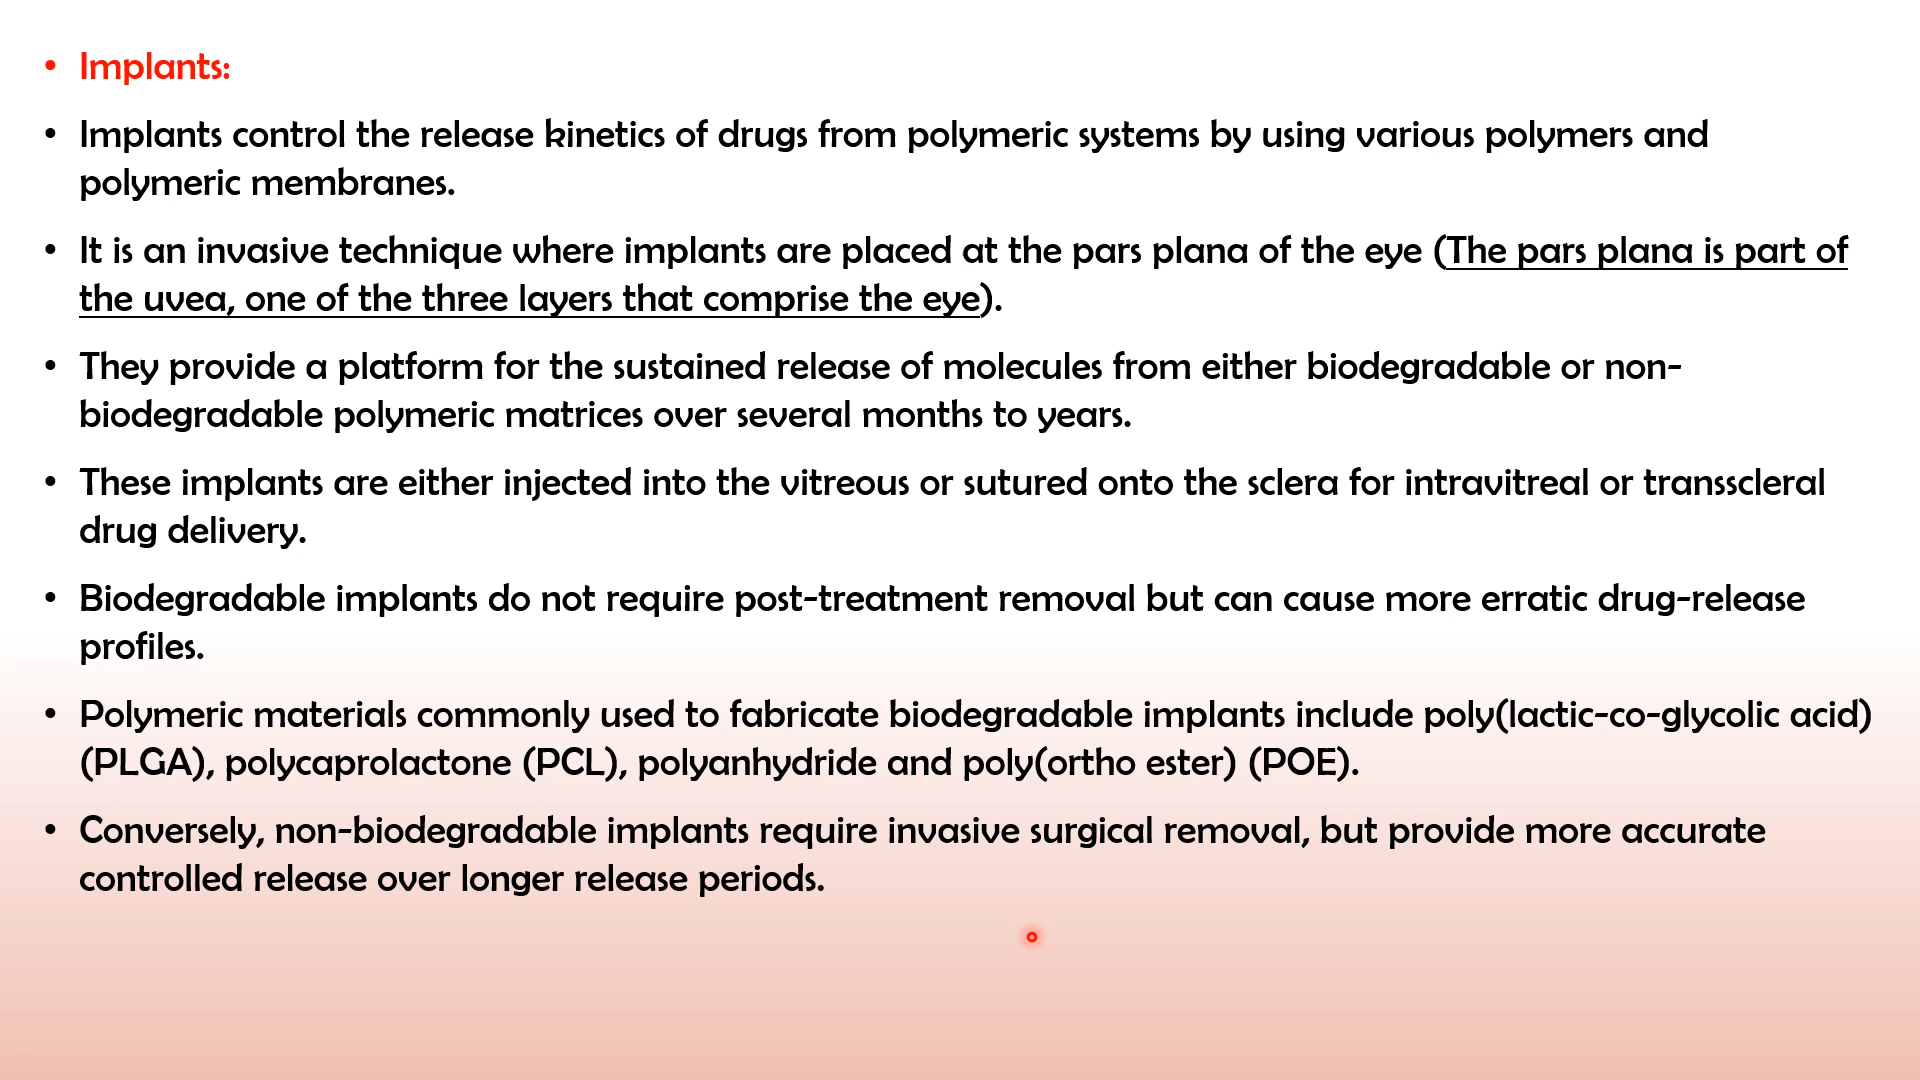 • Implants:
• Implants control the release kinetics of drugs from polymeric systems by using various polymers and
polymeric membranes.
• It is an invasive technique where implants are placed at the pars plana of the eye (The pars plana is part of
the uvea, one of the three layers that comprise the eye).
• They provide a platform for the sustained release of molecules from either biodegradable or non-
biodegradable polymeric matrices over several months to years.
• These implants are either injected into the vitreous or sutured onto the sclera for intravitreal or transscleral
drug delivery.
• Biodegradable implants do not require post-treatment removal but can cause more erratic drug-release
profiles.
• Polymeric materials commonly used to fabricate biodegradable implants include poly(lactic-co-glycolic acid)
(PLGA), polycaprolactone (PCL), polyanhydride and poly(ortho ester) (POE).
• Conversely, non-biodegradable implants require invasive surgical removal, but provide more accurate
controlled release over longer release periods.